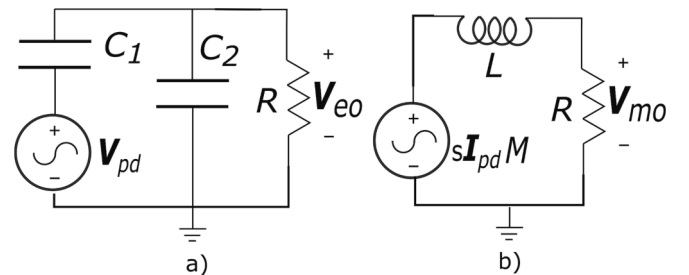 C1 C2 R + Veo −
+ Vpd −
a)
L R + Vmo −
+ sIpdM −
b)